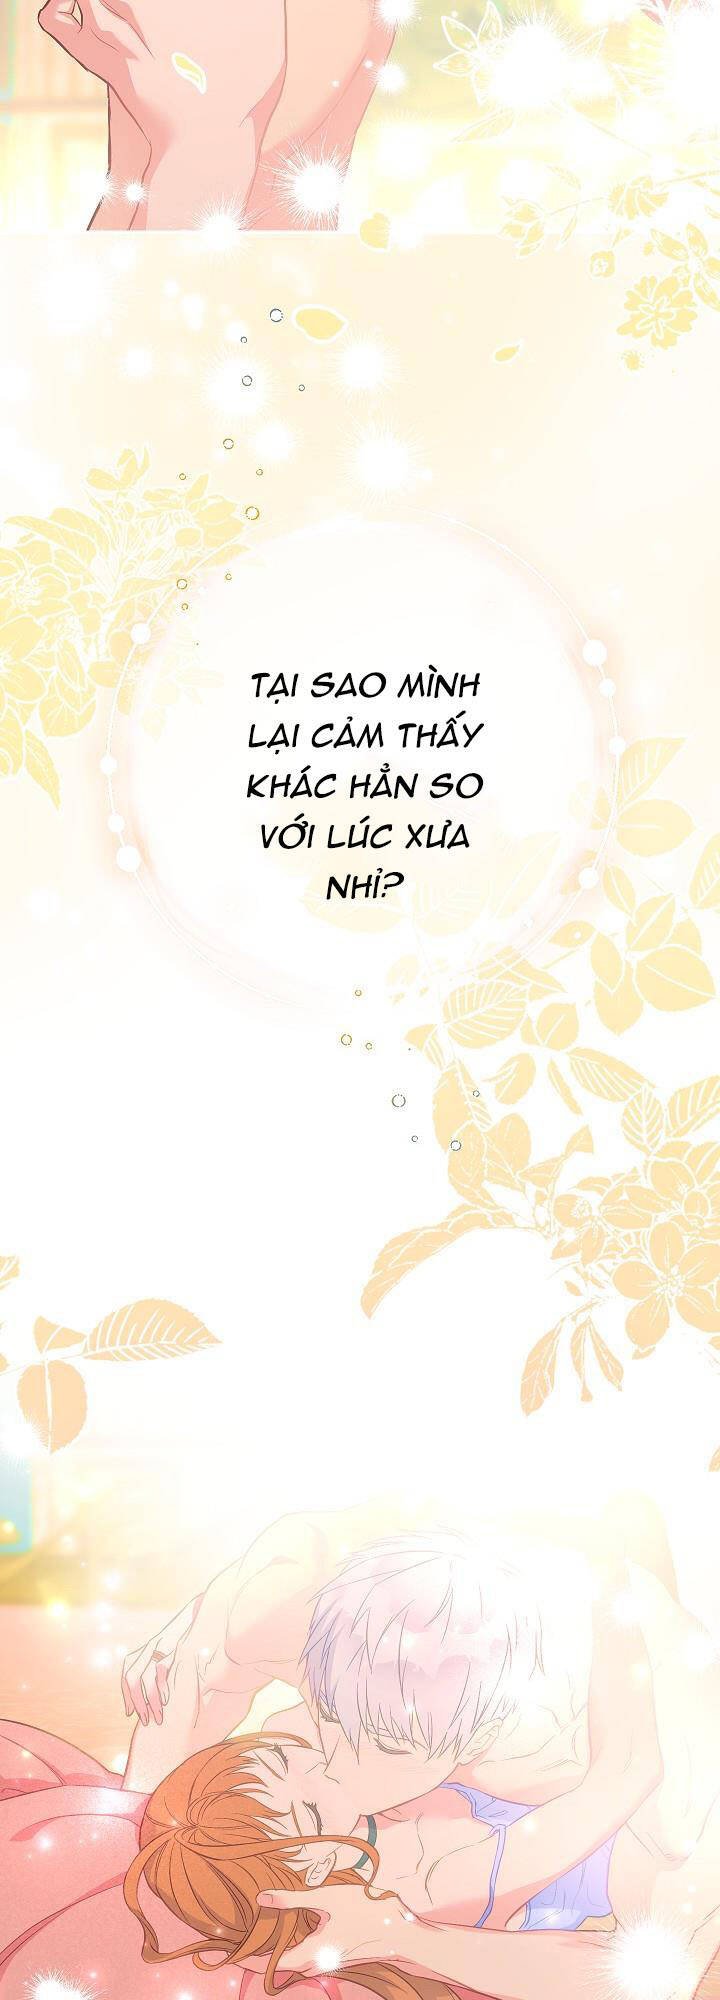 TẠI SAO MÌNH
LẠI CẢM THẤY
KHÁC HẲN SO
VỚI LÚC XƯA
NHỈ?